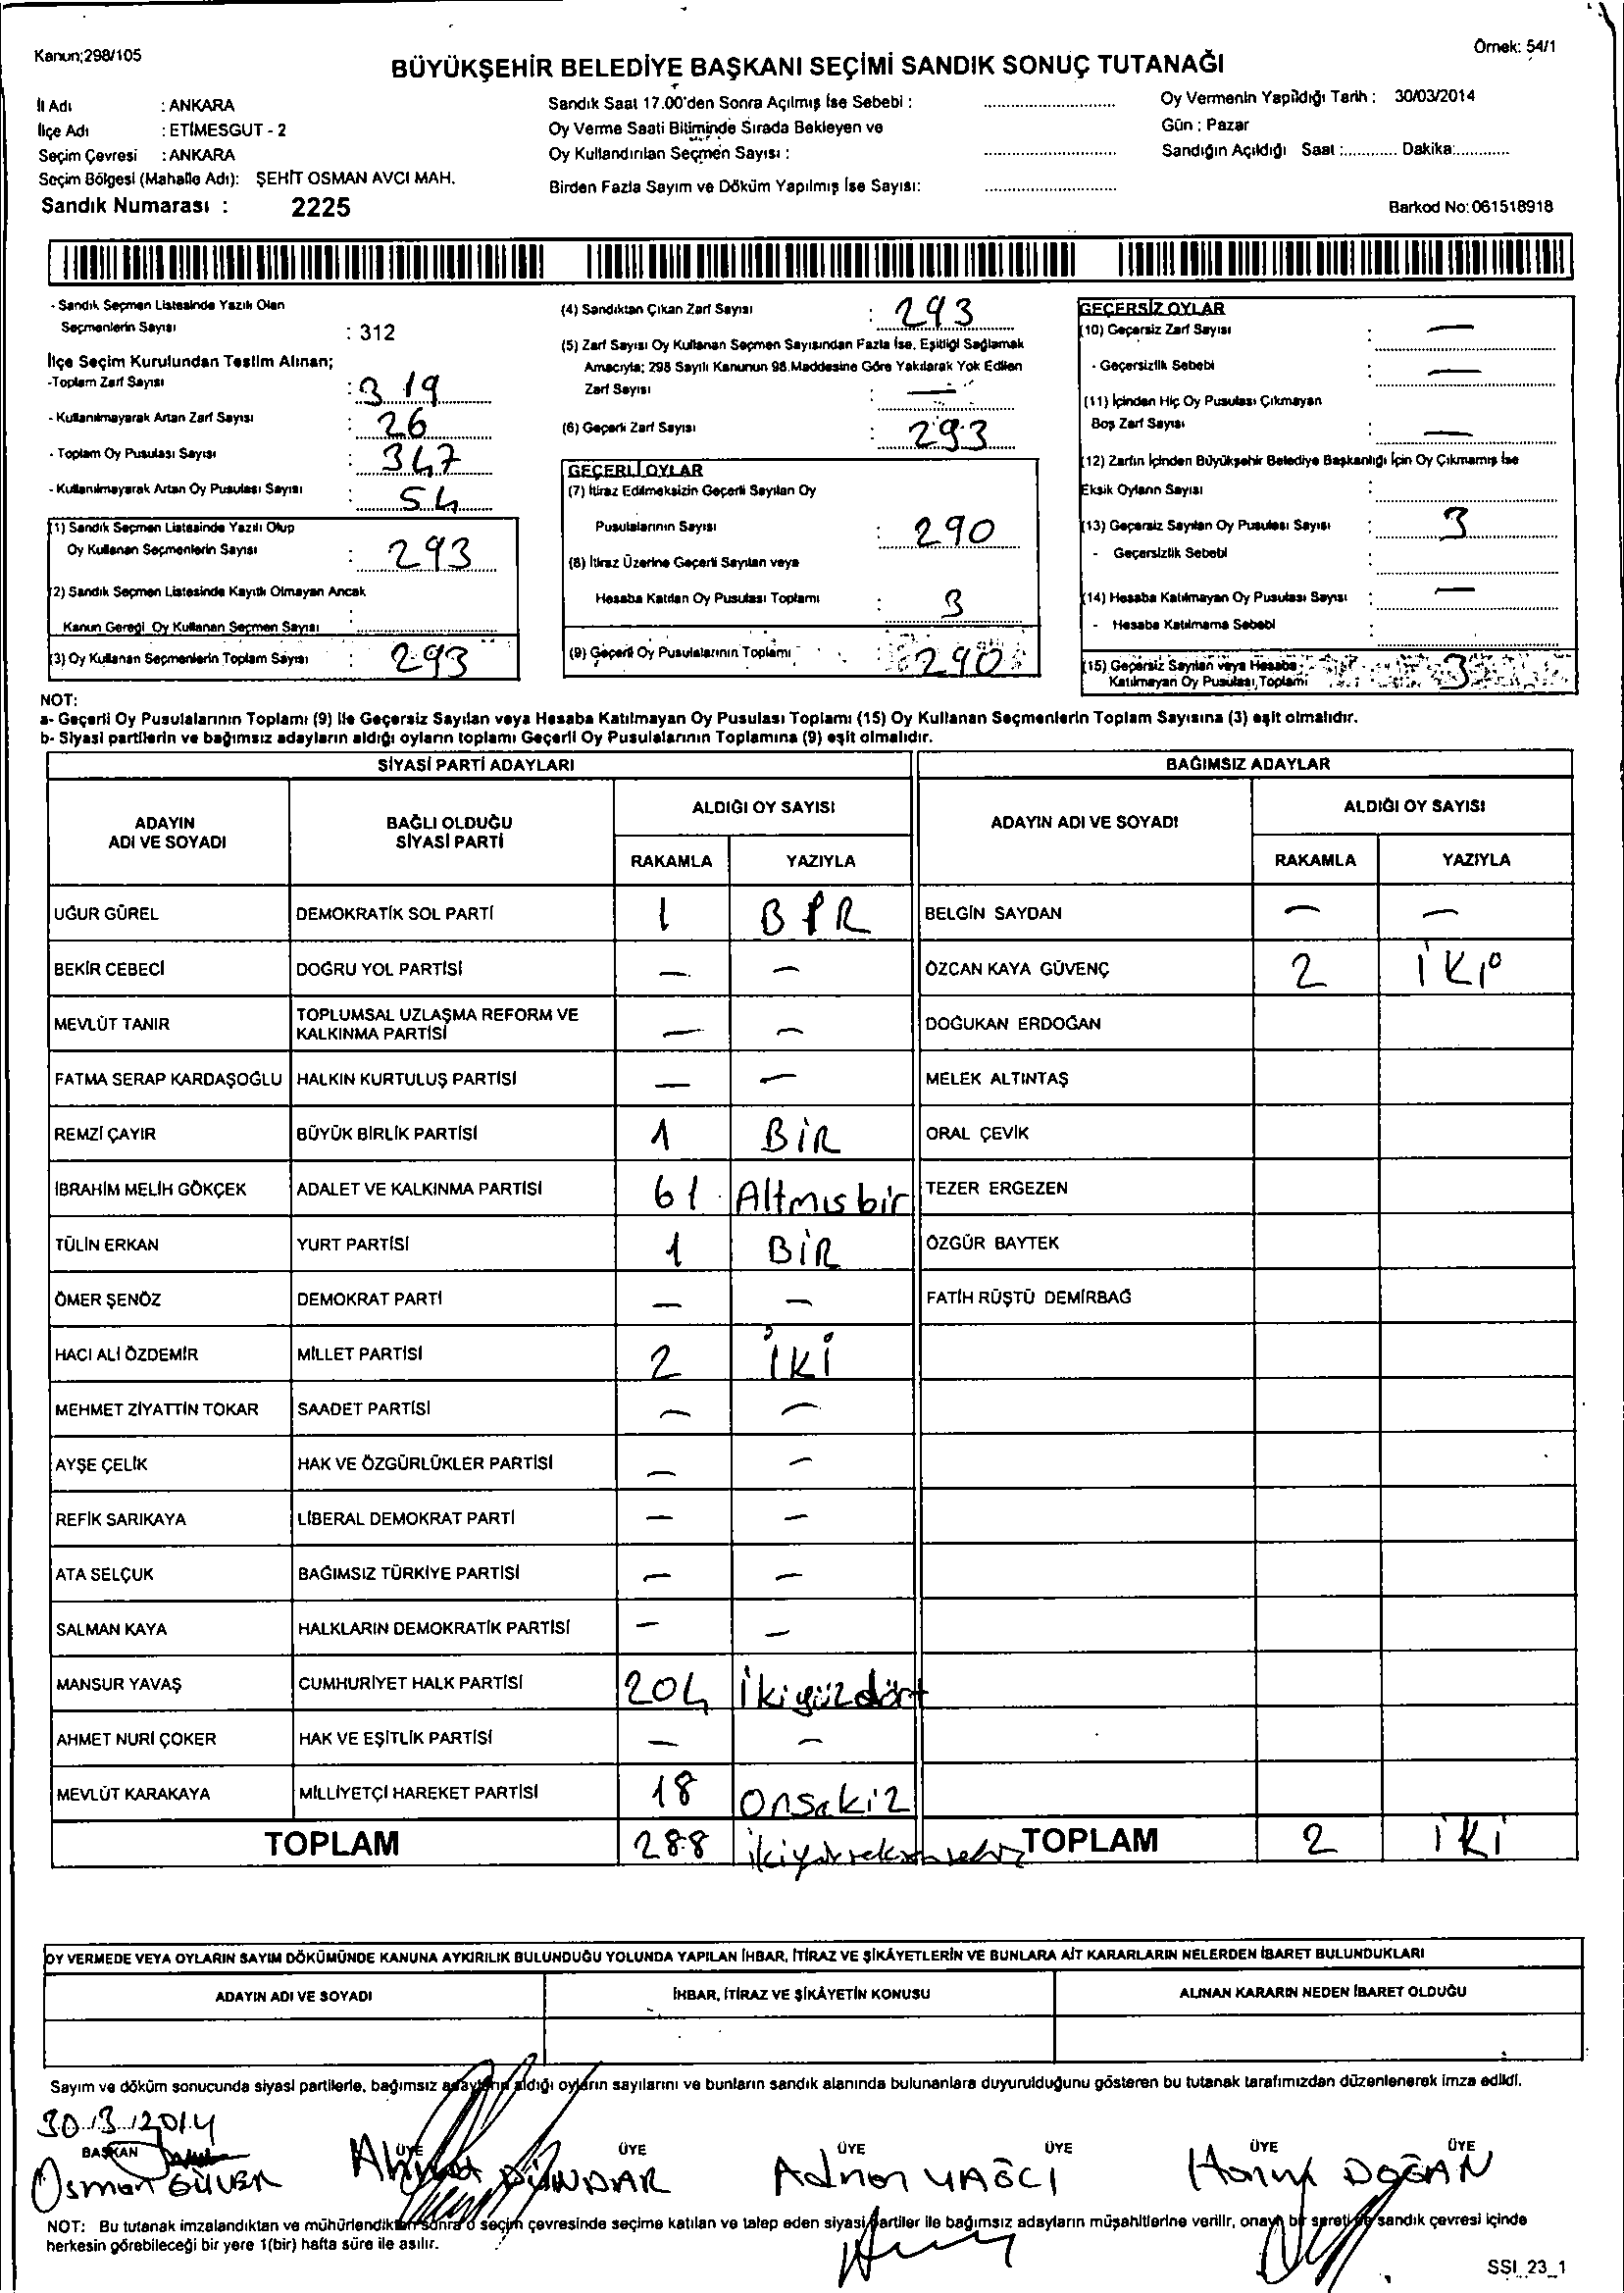 Kanun;298/105
Örnek: 54/1
BÜYÜKŞEHİR BELEDİYE BAŞKANI SEÇİMİ SANDIK SONUÇ TUTANAĞI
İl Adı : ANKARA
İlçe Adı : ETİMESGUT - 2
Seçim Çevresi : ANKARA
Seçim Bölgesi (Mahalle Adı): ŞEHİT OSMAN AVCI MAH.
Sandık Numarası : 2225
Sandık Saat 17.00'den Sonra Açılmış İse Sebebi :
Oy Verme Saati Bitiminde Sırada Bekleyen ve
Oy Kullandırılan Seçmen Sayısı :
Birden Fazla Sayım ve Döküm Yapılmış İse Sayısı:
Oy Vermenin Yapıldığı Tarih : 30/03/2014
Gün : Pazar
Sandığın Açıldığı Saat :............ Dakika:............
Barkod No: 061518918
- Sandık Seçmen Listesinde Yazılı Olan
Seçmenlerin Sayısı : 312
İlçe Seçim Kurulundan Teslim Alınan;
-Toplam Zarf Sayısı : 319
- Kullanılmayarak Artan Zarf Sayısı : 26
- Toplam Oy Pusulası Sayısı : 347
- Kullanılmayarak Artan Oy Pusulası Sayısı : 54
(1) Sandık Seçmen Listesinde Yazılı Olup
Oy Kullanan Seçmenlerin Sayısı : 293
(2) Sandık Seçmen Listesinde Kayıtlı Olmayan Ancak
Kanun Gereği Oy Kullanan Seçmen Sayısı :
(3) Oy Kullanan Seçmenlerin Toplam Sayısı : 293
(4) Sandıktan Çıkan Zarf Sayısı : 293
(5) Zarf Sayısı Oy Kullanan Seçmen Sayısından Fazla İse, Eşitliği Sağlamak
Amacıyla; 298 Sayılı Kanunun 98.Maddesine Göre Yakılarak Yok Edilen
Zarf Sayısı : —
(6) Geçerli Zarf Sayısı : 293
GEÇERLİ OYLAR
(7) İtiraz Edilmeksizin Geçerli Sayılan Oy
Pusulalarının Sayısı : 290
(8) İtiraz Üzerine Geçerli Sayılan veya
Hesaba Katılan Oy Pusulası Toplamı : 3
(9) Geçerli Oy Pusulalarının Toplamı : 290
GEÇERSİZ OYLAR
(10) Geçersiz Zarf Sayısı : —
- Geçersizlik Sebebi : —
(11) İçinden Hiç Oy Pusulası Çıkmayan
Boş Zarf Sayısı : —
(12) Zarfın İçinden Büyükşehir Belediye Başkanlığı İçin Oy Çıkmamış İse
Eksik Oyların Sayısı :
(13) Geçersiz Sayılan Oy Pusulası Sayısı : 3
- Geçersizlik Sebebi :
(14) Hesaba Katılmayan Oy Pusulası Sayısı : —
- Hesaba Katılmama Sebebi :
(15) Geçersiz Sayılan veya Hesaba
Katılmayan Oy Pusulası Toplamı 3
NOT:
a- Geçerli Oy Pusulalarının Toplamı (9) ile Geçersiz Sayılan veya Hesaba Katılmayan Oy Pusulası Toplamı (15) Oy Kullanan Seçmenlerin Toplam Sayısına (3) eşit olmalıdır.
b- Siyasi partilerin ve bağımsız adayların aldığı oyların toplamı Geçerli Oy Pusulalarının Toplamına (9) eşit olmalıdır.
SİYASİ PARTİ ADAYLARI
BAĞIMSIZ ADAYLAR
ADAYIN ADI VE SOYADI
BAĞLI OLDUĞU SİYASİ PARTİ
ALDIĞI OY SAYISI
RAKAMLA YAZIYLA
ADAYIN ADI VE SOYADI
ALDIĞI OY SAYISI
RAKAMLA YAZIYLA
UĞUR GÜREL DEMOKRATİK SOL PARTİ 1 BİR BELGİN SAYDAN — —
BEKİR CEBECİ DOĞRU YOL PARTİSİ — — ÖZCAN KAYA GÜVENÇ 2 İKİ
MEVLÜT TANIR TOPLUMSAL UZLAŞMA REFORM VE KALKINMA PARTİSİ — — DOĞUKAN ERDOĞAN
FATMA SERAP KARDAŞOĞLU HALKIN KURTULUŞ PARTİSİ — — MELEK ALTINTAŞ
REMZİ ÇAYIR BÜYÜK BİRLİK PARTİSİ 1 BİR ORAL ÇEVİK
İBRAHİM MELİH GÖKÇEK ADALET VE KALKINMA PARTİSİ 61 Altmıs bir TEZER ERGEZEN
TÜLİN ERKAN YURT PARTİSİ 1 BİR ÖZGÜR BAYTEK
ÖMER ŞENÖZ DEMOKRAT PARTİ — — FATİH RÜŞTÜ DEMİRBAĞ
HACI ALİ ÖZDEMİR MİLLET PARTİSİ 2 İKİ
MEHMET ZİYATTİN TOKAR SAADET PARTİSİ — —
AYŞE ÇELİK HAK VE ÖZGÜRLÜKLER PARTİSİ — —
REFİK SARIKAYA LİBERAL DEMOKRAT PARTİ — —
ATA SELÇUK BAĞIMSIZ TÜRKİYE PARTİSİ — —
SALMAN KAYA HALKLARIN DEMOKRATİK PARTİSİ — —
MANSUR YAVAŞ CUMHURİYET HALK PARTİSİ 204 İkiyüzdört
AHMET NURİ ÇOKER HAK VE EŞİTLİK PARTİSİ — —
MEVLÜT KARAKAYA MİLLİYETÇİ HAREKET PARTİSİ 18 Onsekiz
TOPLAM 288 TOPLAM 2 İKİ
OY VERMEDE VEYA OYLARIN SAYIM DÖKÜMÜNDE KANUNA AYKIRILIK BULUNDUĞU YOLUNDA YAPILAN İHBAR, İTİRAZ VE ŞİKÂYETLERİN VE BUNLARA AİT KARARLARIN NELERDEN İBARET BULUNDUKLARI
ADAYIN ADI VE SOYADI İHBAR, İTİRAZ VE ŞİKÂYETİN KONUSU ALINAN KARARIN NEDEN İBARET OLDUĞU
Sayım ve döküm sonucunda siyasi partilerle, bağımsız adayların aldığı oyların sayılarını ve bunların sandık alanında bulunanlara duyurulduğunu gösteren bu tutanak tarafımızdan düzenlenerek imza edildi.
30/3/2014
BAŞKAN ÜYE ÜYE ÜYE ÜYE ÜYE ÜYE
Osman GÜVEN DÜNDAR Adnan YAĞCI DOĞAN
NOT: Bu tutanak imzalandıktan ve mühürlendikten sonra o seçim çevresinde seçime katılan ve talep eden siyasi partiler ile bağımsız adayların müşahitlerine verilir, onaylı bir sureti de sandık çevresi içinde
herkesin görebileceği bir yere 1(bir) hafta süre ile asılır.
SSI_23_1